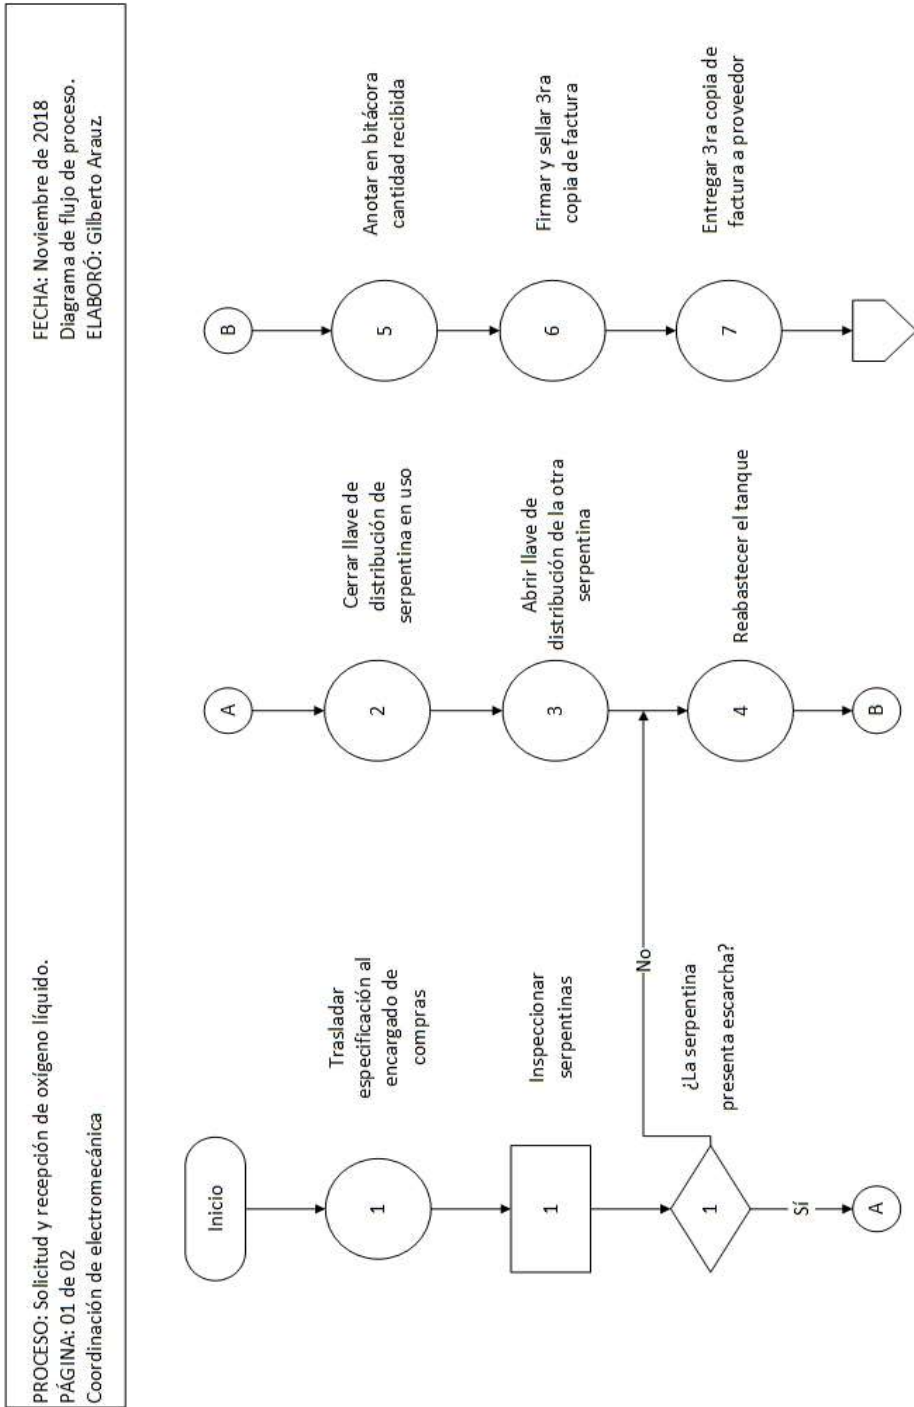 PROCESO: Solicitud y recepción de oxígeno líquido.
PÁGINA: 01 de 02
Coordinación de electromecánica
FECHA: Noviembre de 2018
Diagrama de flujo de proceso.
ELABORÓ: Gilberto Arauz
Inicio
1
Trasladar
especificación al
encargado de
compras
1
Inspeccionar
serpentinas
1
¿La serpentina
presenta escarcha?
No
Sí
A
A
2
Cerrar llave de
distribución de
serpentina en uso
3
Abrir llave de
distribución de la otra
serpentina
4
Reabastecer el tanque
B
B
5
Anotar en bitácora
cantidad recibida
6
Firmar y sellar 3ra
copia de factura
7
Entregar 3ra copia de
factura a proveedor